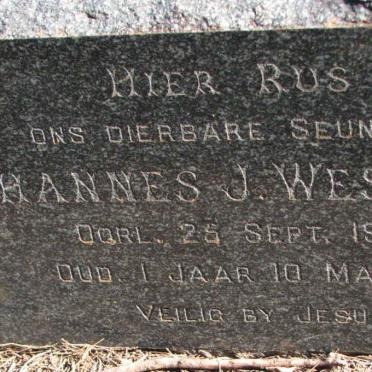 HIER RUS
ONS DIERBARE SEUN
HANNES J. WES
OORL. 25 SEPT. 19
OUD 1 JAAR 10 MA
VEILIG BY JESU